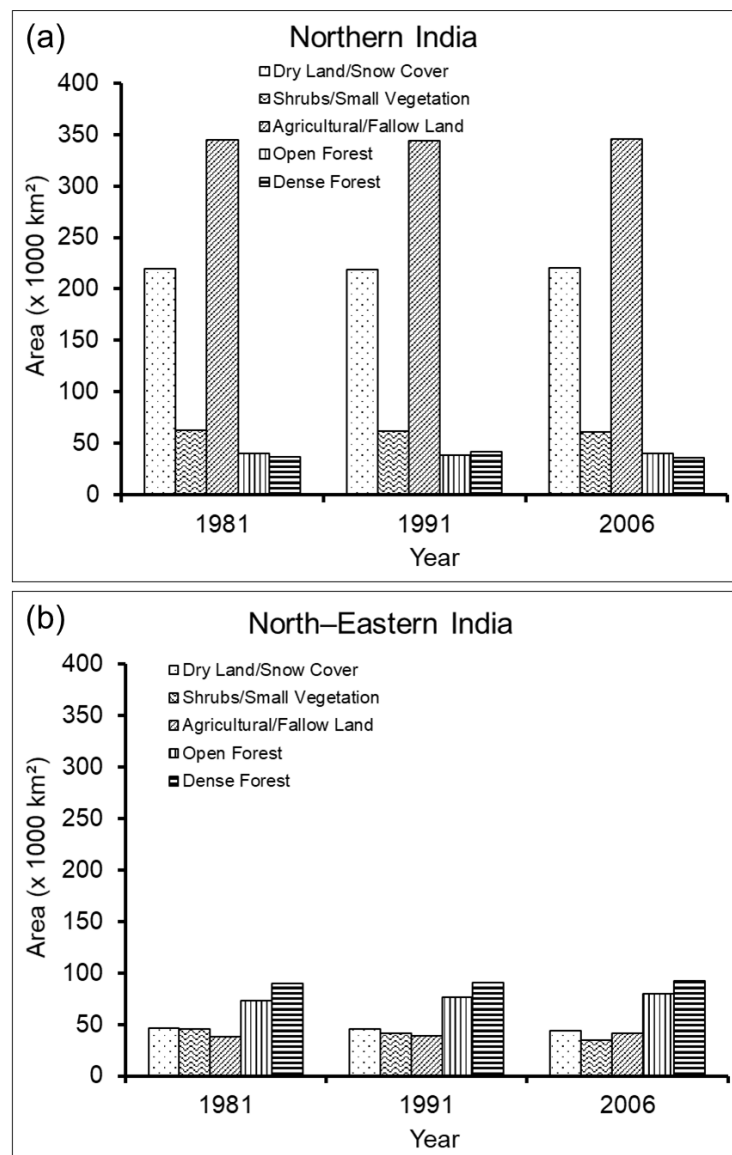 (a)
Northern India
Dry Land/Snow Cover
Shrubs/Small Vegetation
Agricultural/Fallow Land
Open Forest
Dense Forest
Area (x 1000 km²)
400
350
300
250
200
150
100
50
0
1981 1991 2006
Year
(b)
North–Eastern India
Dry Land/Snow Cover
Shrubs/Small Vegetation
Agricultural/Fallow Land
Open Forest
Dense Forest
Area (x 1000 km²)
400
350
300
250
200
150
100
50
0
1981 1991 2006
Year